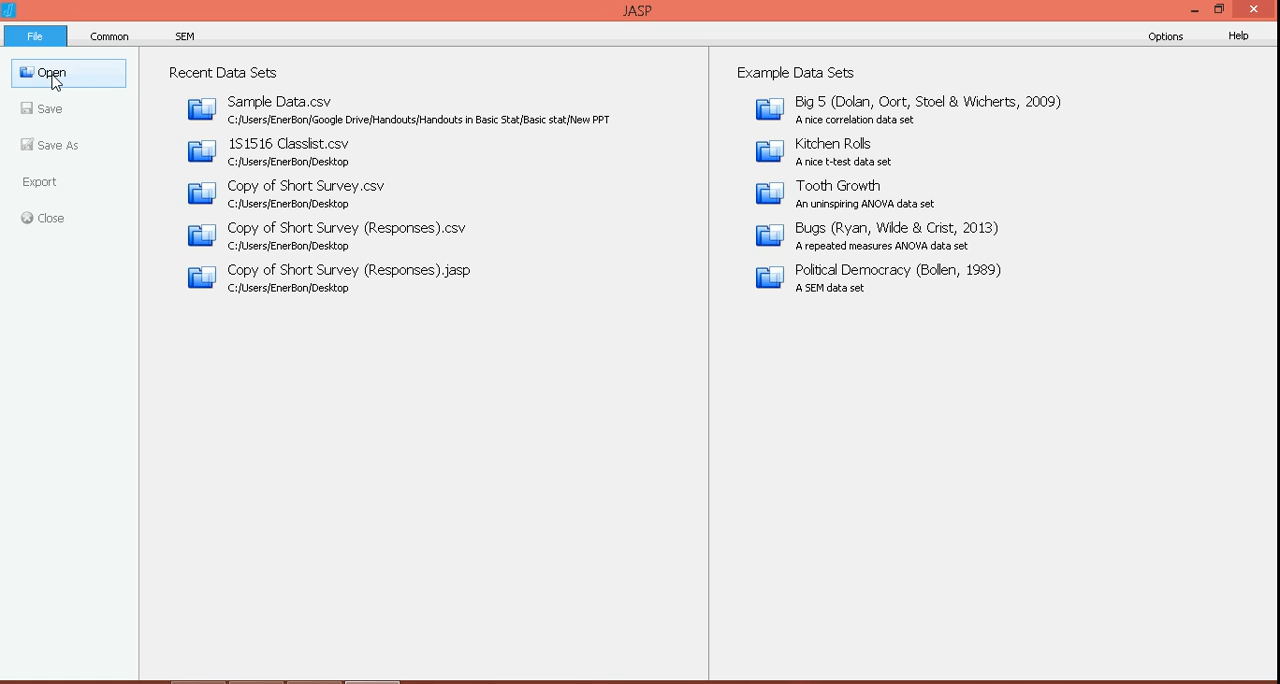 JASP
File Common SEM Options Help
Open
Save
Save As
Export
Close
Recent Data Sets
Sample Data.csv
C:/Users/EnerBon/Google Drive/Handouts/Handouts in Basic Stat/Basic stat/New PPT
1S1516 Classlist.csv
C:/Users/EnerBon/Desktop
Copy of Short Survey.csv
C:/Users/EnerBon/Desktop
Copy of Short Survey (Responses).csv
C:/Users/EnerBon/Desktop
Copy of Short Survey (Responses).jasp
C:/Users/EnerBon/Desktop
Example Data Sets
Big 5 (Dolan, Oort, Stoel & Wicherts, 2009)
A nice correlation data set
Kitchen Rolls
A nice t-test data set
Tooth Growth
An uninspiring ANOVA data set
Bugs (Ryan, Wilde & Crist, 2013)
A repeated measures ANOVA data set
Political Democracy (Bollen, 1989)
A SEM data set